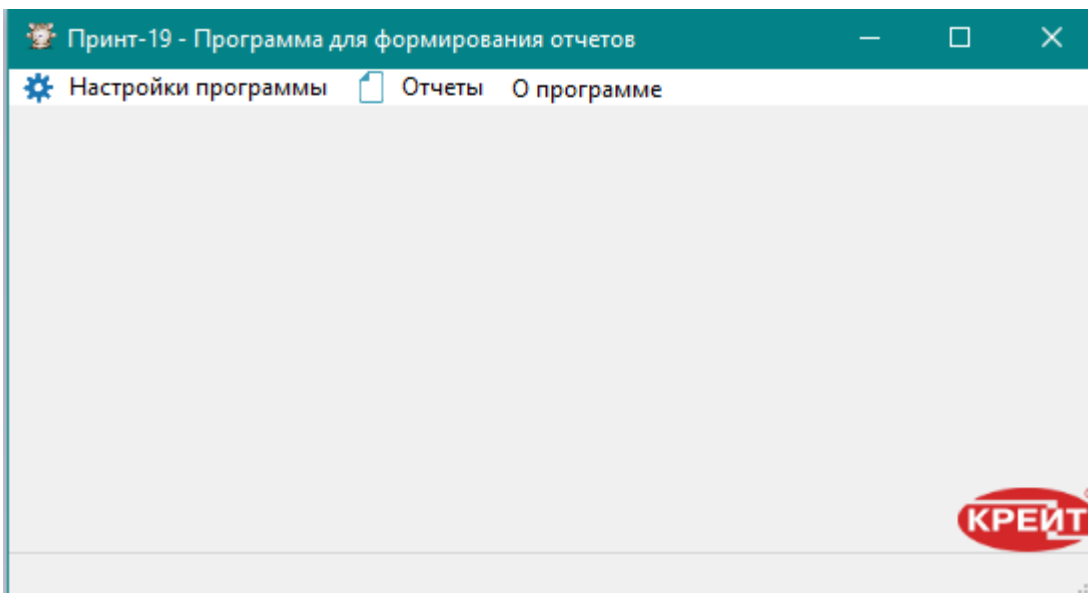 Принт-19 - Программа для формирования отчетов
Настройки программы Отчеты О программе
КРЕЙТ